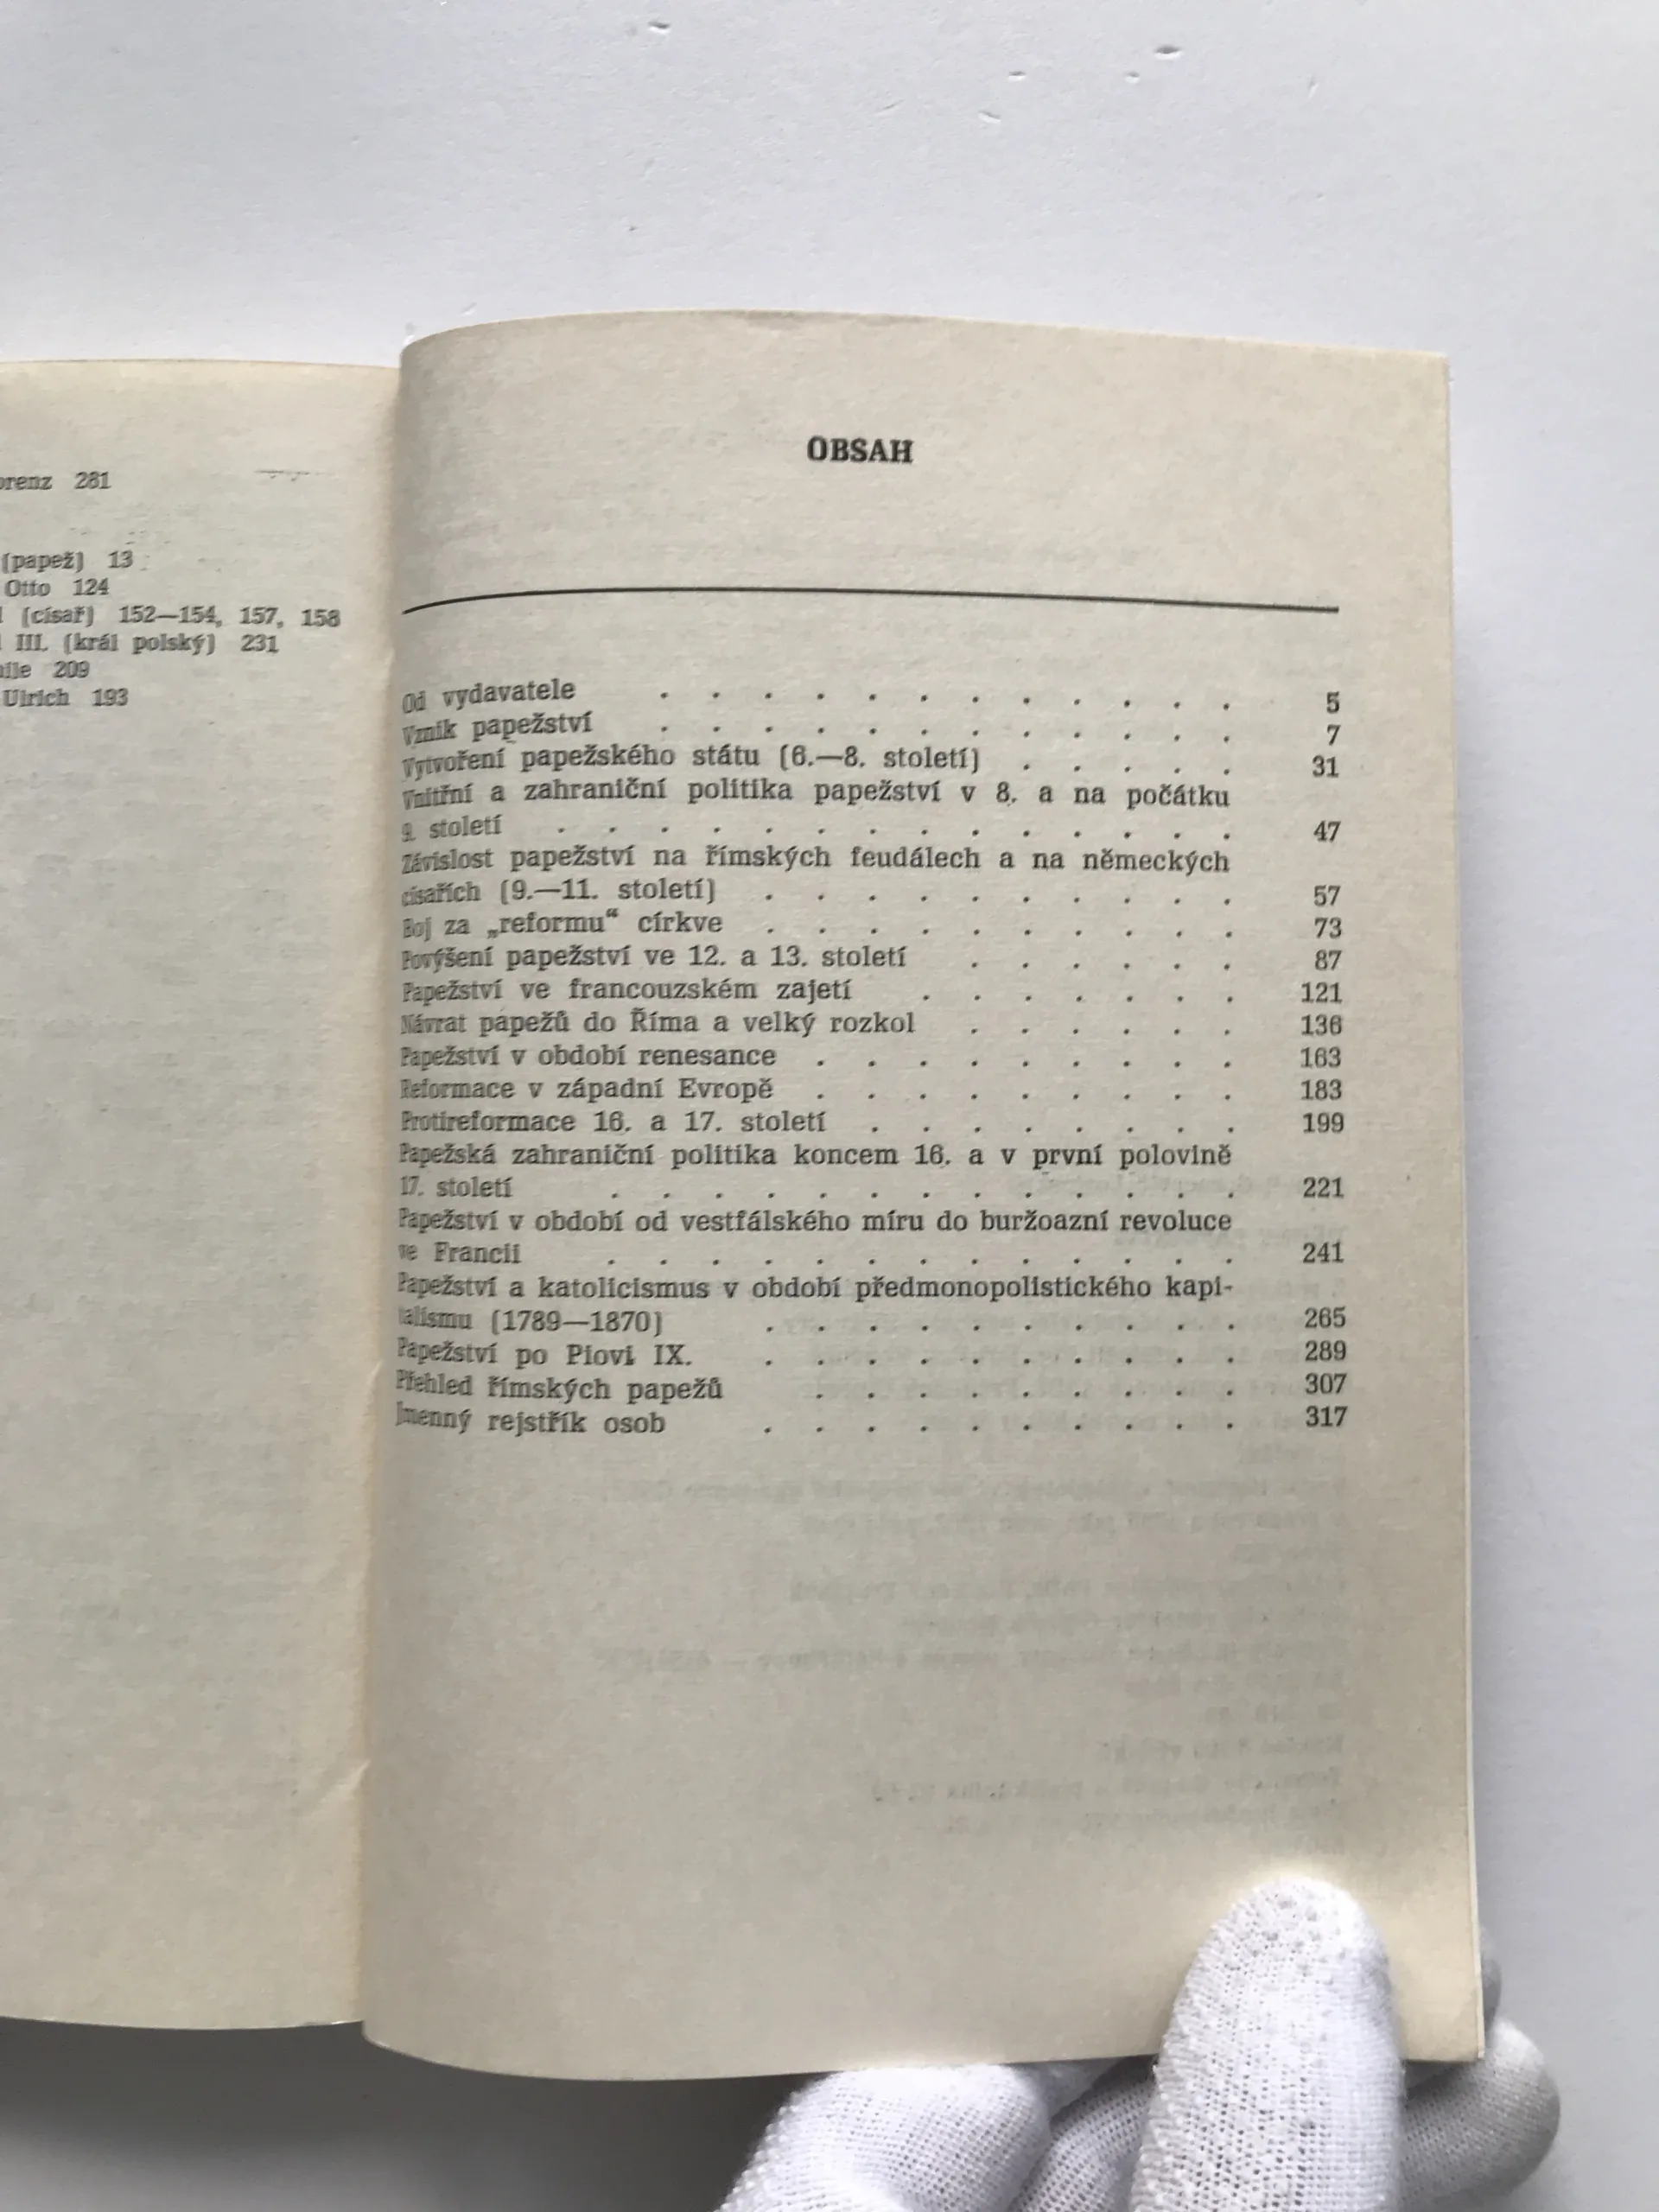 281
(papež) 13
Otto 124
(císař) 152—154, 157, 158
III. (král polský) 231
209
Ulrich 193
OBSAH
Od vydavatele . . . . . . . . . . . . 5
Vznik papežství . . . . . . . . . . . . 7
Vytvoření papežského státu (6.—8. století) . . . . . 31
Vnitřní a zahraniční politika papežství v 8. a na počátku
9. století . . . . . . . . . . . . . . 47
Závislost papežství na římských feudálech a na německých
císařích (9.—11. století) . . . . . . . . . . 57
Boj za „reformu“ církve . . . . . . . . . . 73
Povýšení papežství ve 12. a 13. století . . . . . . 87
Papežství ve francouzském zajetí . . . . . . . 121
Návrat papežů do Říma a velký rozkol . . . . . . 136
Papežství v období renesance . . . . . . . . . 163
Reformace v západní Evropě . . . . . . . . . 183
Protireformace 16. a 17. století . . . . . . . . 199
Papežská zahraniční politika koncem 16. a v první polovině
17. století . . . . . . . . . . . . . 221
Papežství v období od vestfálského míru do buržoazní revoluce
ve Francii . . . . . . . . . . . . . 241
Papežství a katolicismus v období předmonopolistického kapi-
talismu (1789—1870) . . . . . . . . . . 265
Papežství po Piovi IX. . . . . . . . . . . 289
Přehled římských papežů . . . . . . . . . 307
Jmenný rejstřík osob . . . . . . . . . . 317